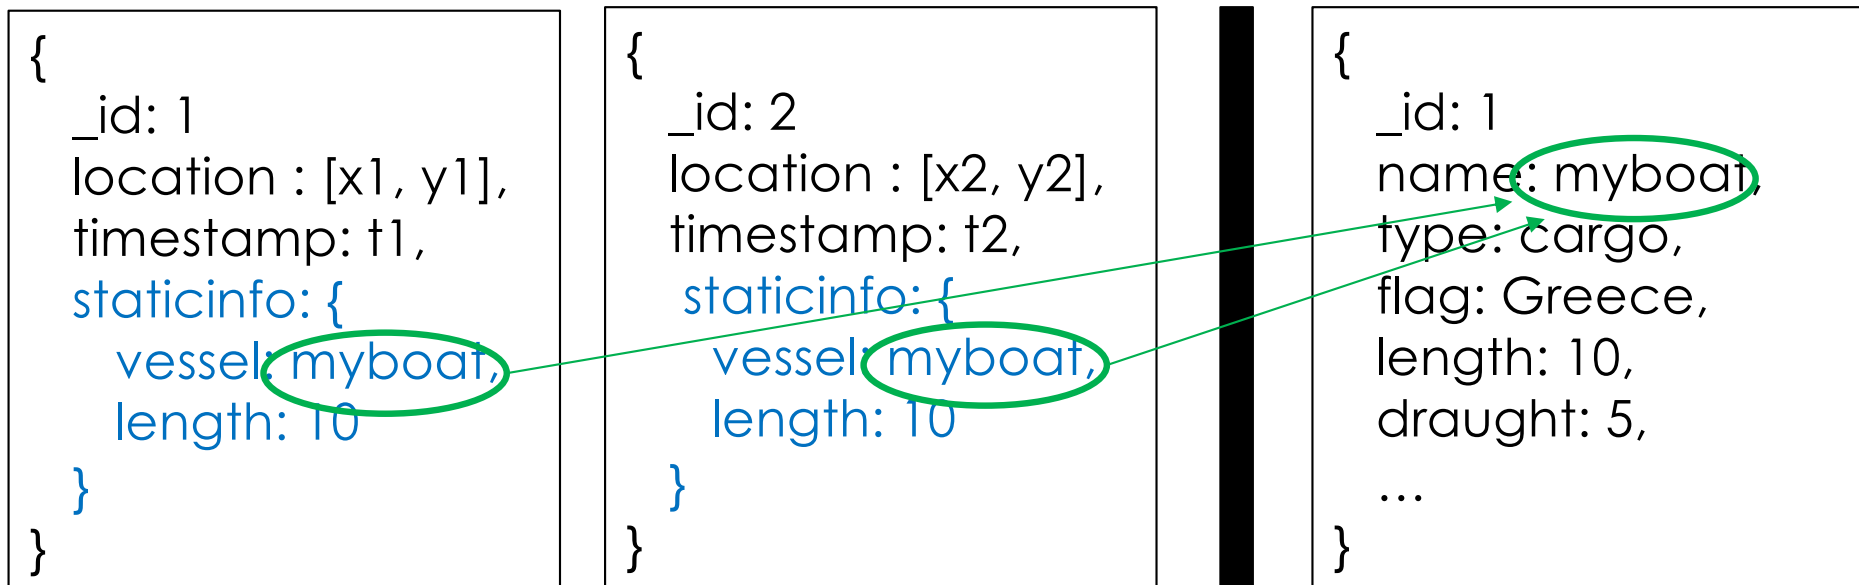 {
_id: 1
location : [x1, y1],
timestamp: t1,
staticinfo: {
vessel: myboat,
length: 10
}
}
{
_id: 2
location : [x2, y2],
timestamp: t2,
staticinfo: {
vessel: myboat,
length: 10
}
}
{
_id: 1
name: myboat,
type: cargo,
flag: Greece,
length: 10,
draught: 5,
…
}